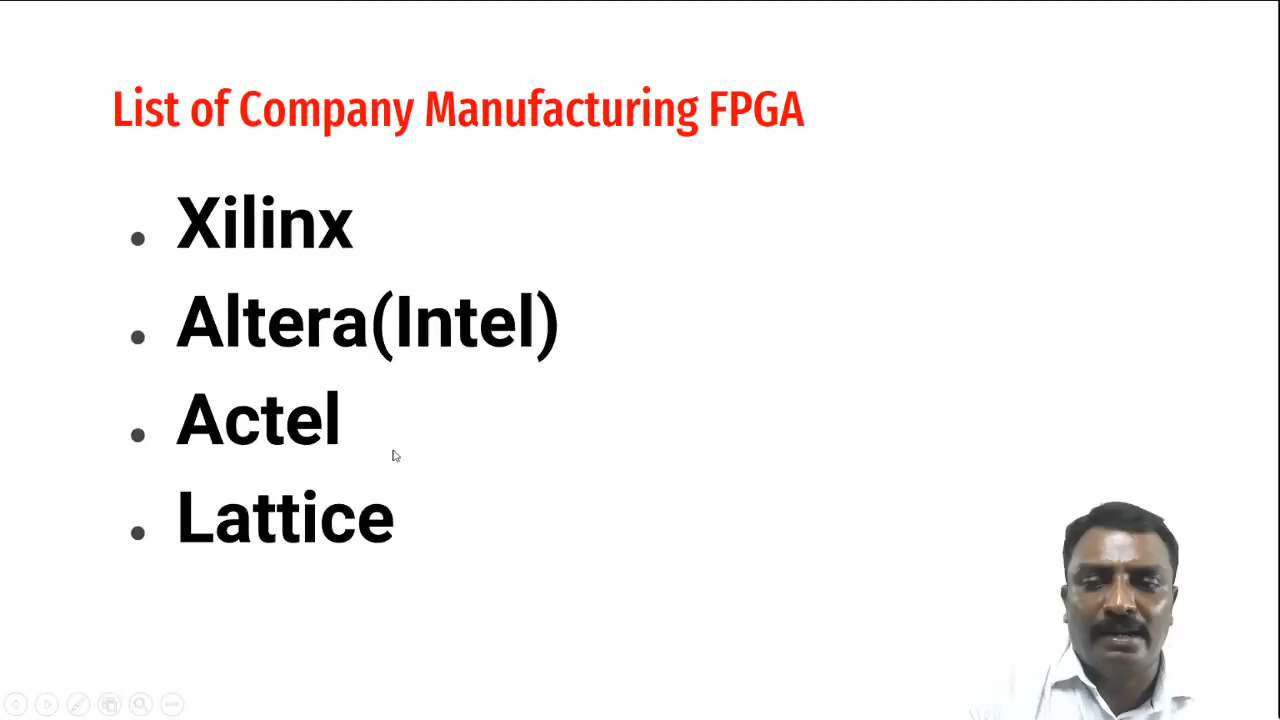 List of Company Manufacturing FPGA
• Xilinx
• Altera(Intel)
• Actel
• Lattice